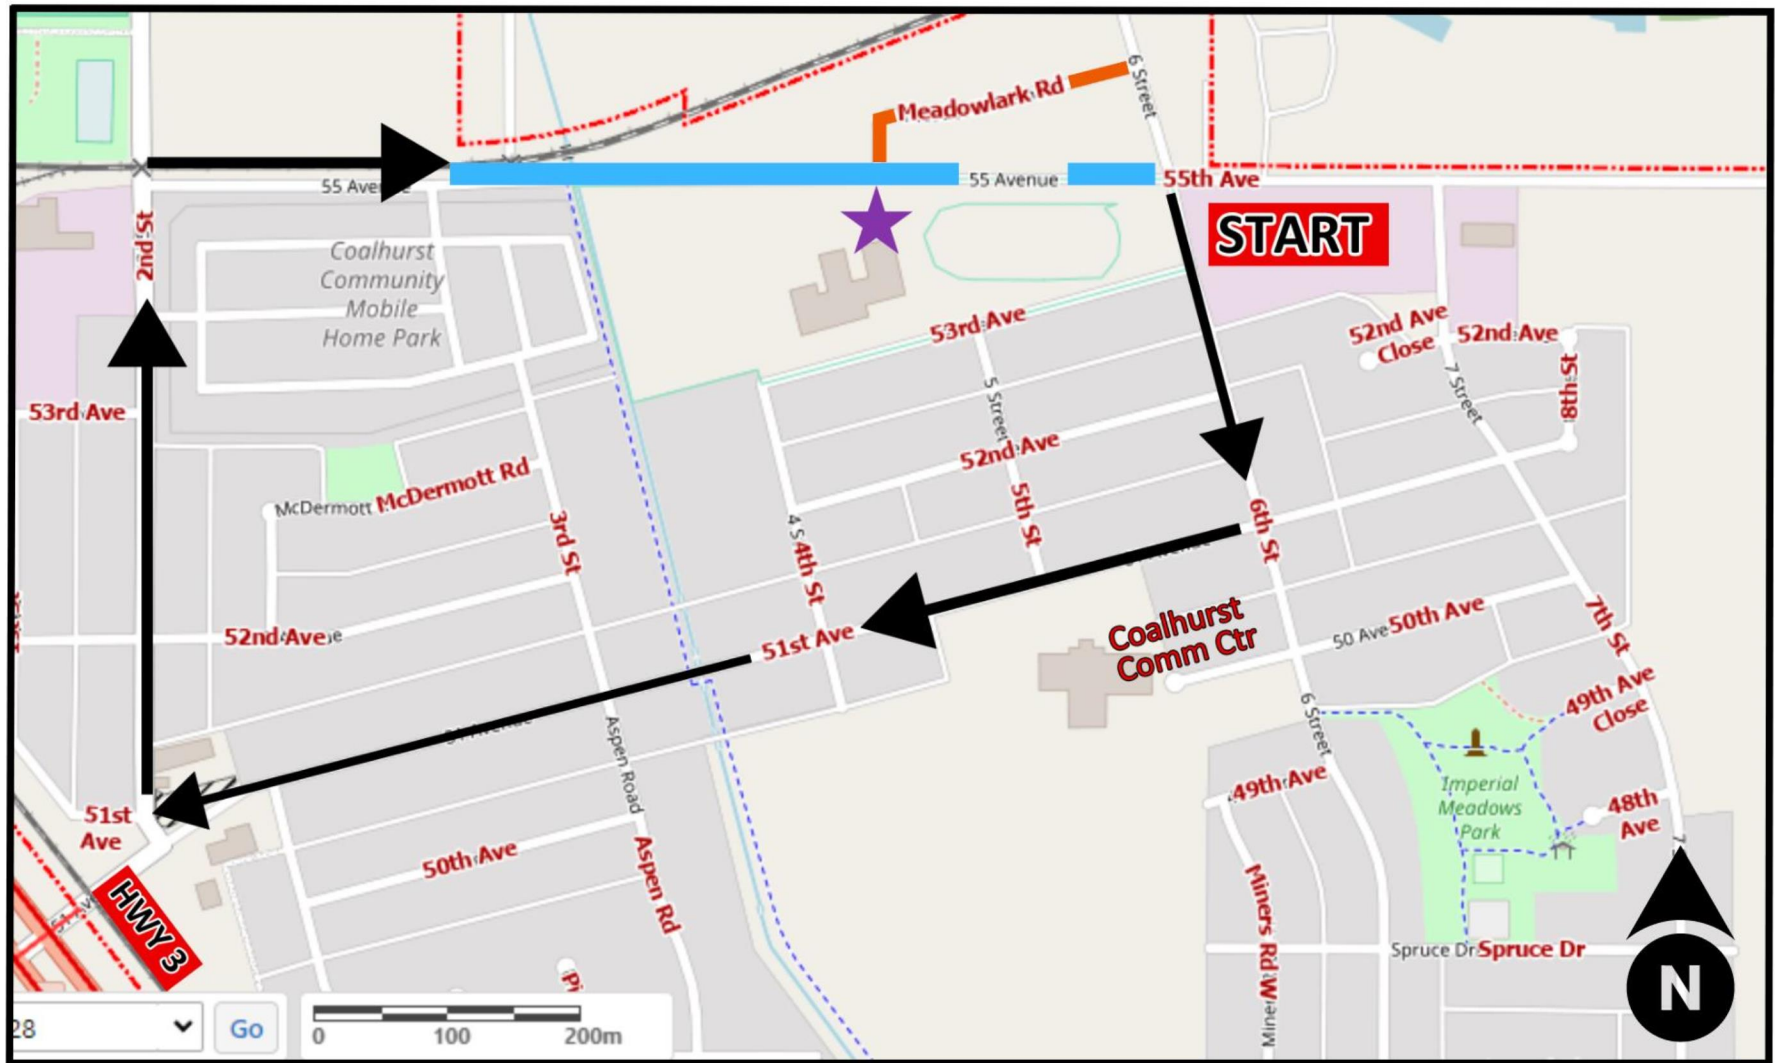 6 Street
Meadowlark Rd
55 Avenue
55 Avenue
55th Ave
START
2nd St
Coalhurst
Community
Mobile
Home Park
53rd Ave
52nd Ave
Close
52nd Ave
8th St
7 Street
53rd Ave
5 Street
52nd Ave
McDermott
McDermott Rd
3rd St
4 S
4th St
5th St
6th St
52nd Ave
51st Ave
Coalhurst
Comm Ctr
50 Ave
50th Ave
7th St
49th Ave
Close
6 Street
Aspen Road
51st
Ave
49th Ave
Imperial
Meadows
Park
48th
Ave
7
50th Ave
Aspen Rd
HWY 3
Miners Rd W
Spruce Dr
Spruce Dr
Pi
N
28
Go
0
100
200m